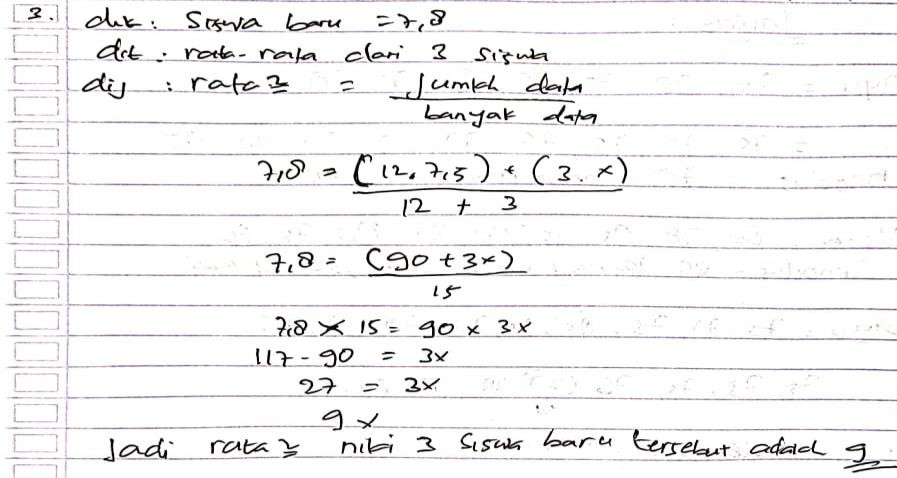 3. dik : Siswa baru = 7,8
dit : rata-rata dari 3 siswa
dij : rata2 = Jumlah data
banyak data
7,8 = (12.7,5) + (3.x)
12 + 3
7,8 = (90 + 3x)
15
7,8 × 15 = 90 × 3x
117 - 90 = 3x
27 = 3x
9 x
Jadi rata2 nilai 3 siswa baru tersebut adalah 9